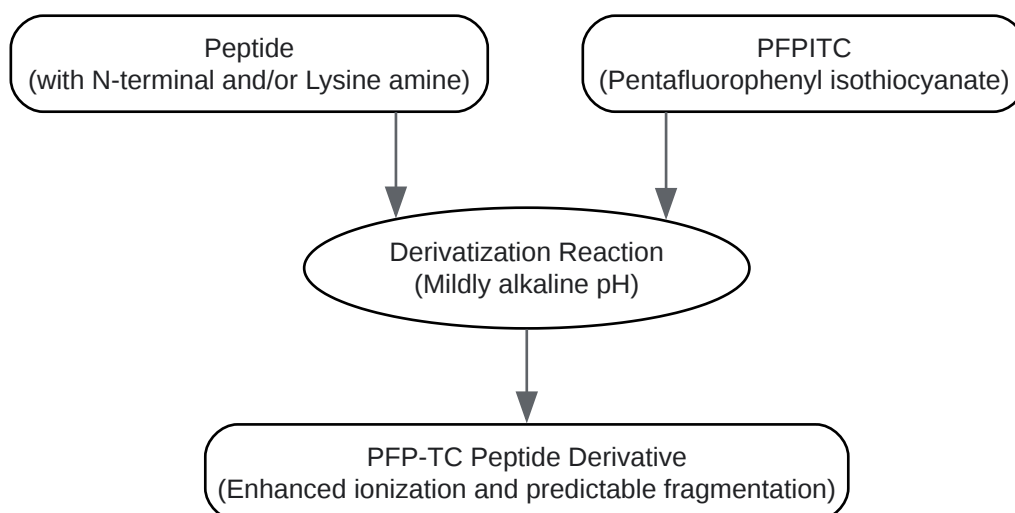 Peptide
(with N-terminal and/or Lysine amine)
PFPITC
(Pentafluorophenyl isothiocyanate)
Derivatization Reaction
(Mildly alkaline pH)
PFP-TC Peptide Derivative
(Enhanced ionization and predictable fragmentation)